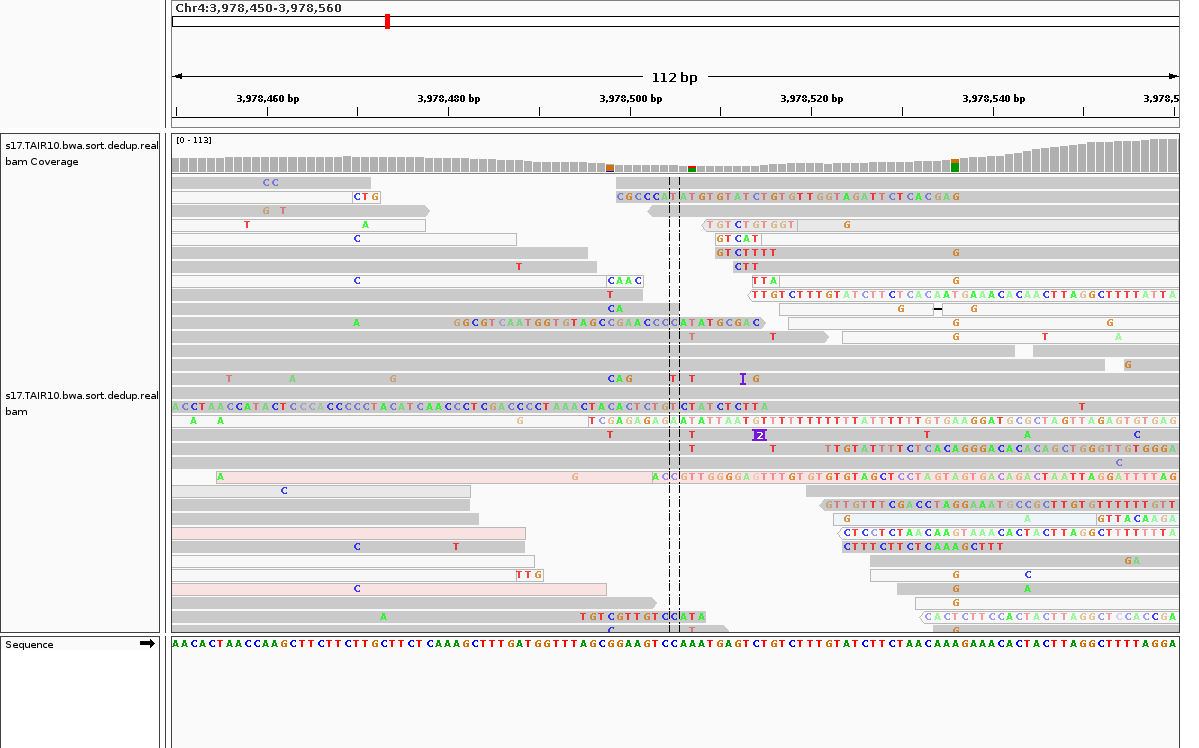 Chr4:3,978,450-3,978,560
112 bp
3,978,460 bp 3,978,480 bp 3,978,500 bp 3,978,520 bp 3,978,540 bp 3,978,5
s17.TAIR10.bwa.sort.dedup.real
bam Coverage
[0 - 113]
CC
CTG CGCCCATATGTGTATCTGTGTTGGTAGATTCTCACGAG
G T
T A TGTCTGTGGT G
C GTCAT
GTCTTTT G
T CTT
C CAAC TTA G
T TTGTCTTTGTATCTTCTCACAATGAAACACAACTTAGGCTTTTATTA
CA G G
A GGCGTCAATGGTGTAGCCGAACCCCATATGCGAC G G
T T G T A
G
T A G CAG T T I G
s17.TAIR10.bwa.sort.dedup.real
bam
ACCTAACCATACTCCCACCCCCTACATCAACCCTCGACCCCTAAACTACACTCTGTCTATCTCTTA T
A A G TCGAGAGAGAATATTAATGTTTTTTTTTTTATTTTTTGTGAAGGATGCGCTAGTTAGAGTGTGAG
T T 2 T A C
T T TTGTATTTTCTCACAGGGACACACAGCTGGGTTGTGGGA
C
A G ACCGTTGGGGAGTTTGTGTGTGTAGCTCCTAGTAGTGACAGACTAATTAGGATTTTAG
C
GTTGTTTCGACCTAGGAAATGCCGCTTGTGTTTTTTGTT
G A GTTACAAGA
CTCCTCTAACAAGTAAACACTACTTAGGCTTTTTTTA
C T CTTTCTTCTCAAAGCTTT
GA
TTG G C
C G A
G
A TGTCGTTGTCCATA CACTCTTCCACTACTTAGGCTCCACCGA
C T G
Sequence
AACACTAACCAAGCTTCTTCTTGCTTCTCAAAGCTTTGATGGTTTAGCGGAAGTCCAAATGAGTCTGTCTTTGTATCTTCTAACAAAGAAACACTACTTAGGCTTTTAGGA